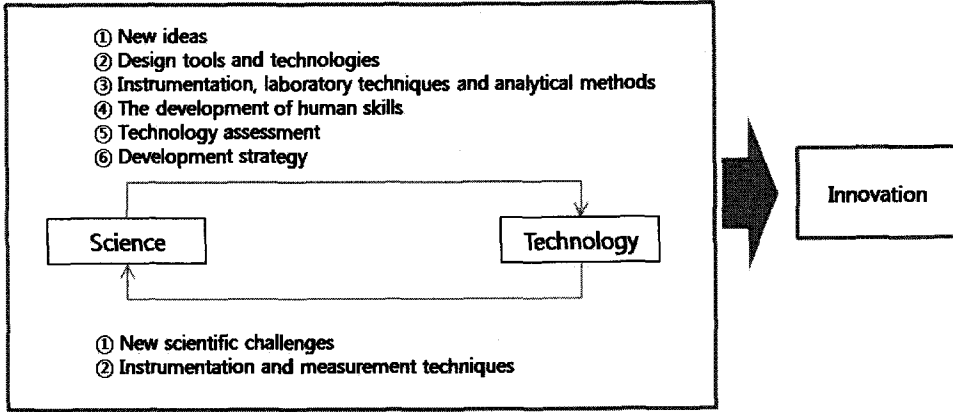 ① New ideas
② Design tools and technologies
③ Instrumentation, laboratory techniques and analytical methods
④ The development of human skills
⑤ Technology assessment
⑥ Development strategy
Science
Technology
Innovation
① New scientific challenges
② Instrumentation and measurement techniques